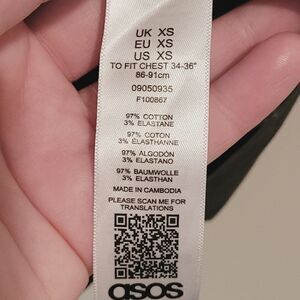 UK XS
EU XS
US XS
TO FIT CHEST 34-36"
86-91cm
09050935
F100867
97% COTTON
3% ELASTANE
97% COTON
3% ÉLASTHANNE
97% ALGODÓN
3% ELASTANO
97% BAUMWOLLE
3% ELASTHAN
MADE IN CAMBODIA
PLEASE SCAN ME FOR
TRANSLATIONS
asos